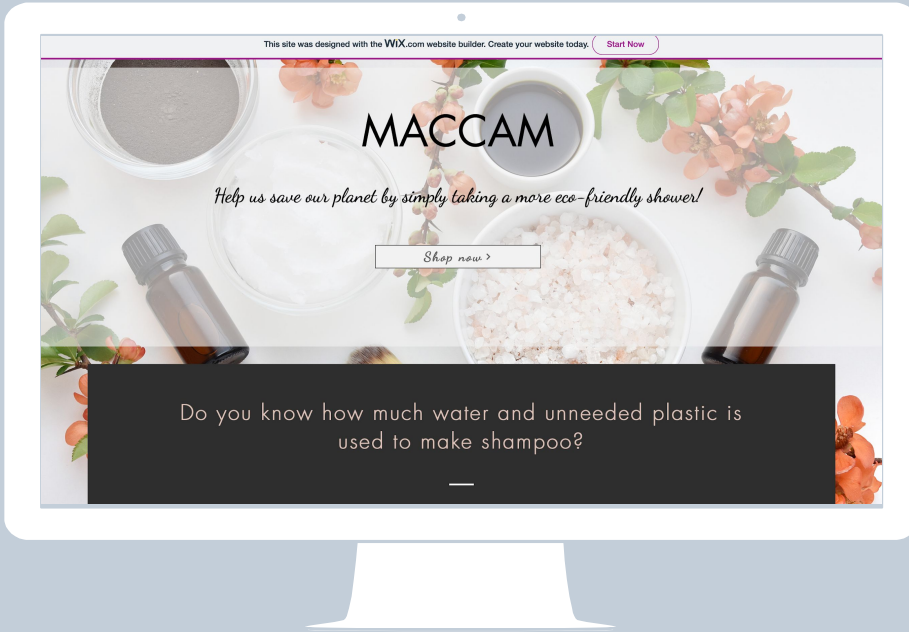 This site was designed with the WiX.com website builder. Create your website today. Start Now
MACCAM
Help us save our planet by simply taking a more eco-friendly shower!
Shop now >
Do you know how much water and unneeded plastic is
used to make shampoo?